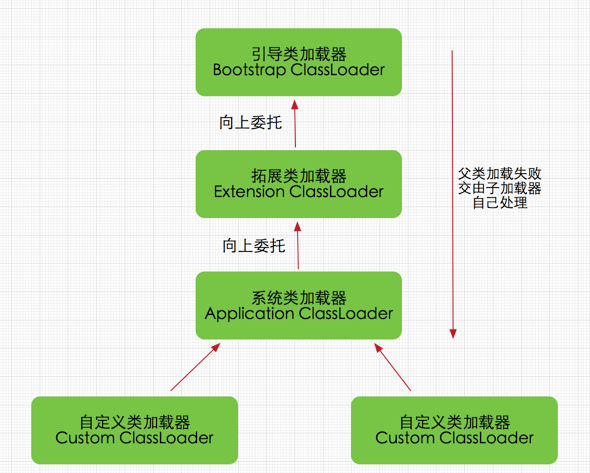 引导类加载器
Bootstrap ClassLoader
向上委托
拓展类加载器
Extension ClassLoader
父类加载失败
交由子加载器
自己处理
向上委托
系统类加载器
Application ClassLoader
自定义类加载器
Custom ClassLoader
自定义类加载器
Custom ClassLoader